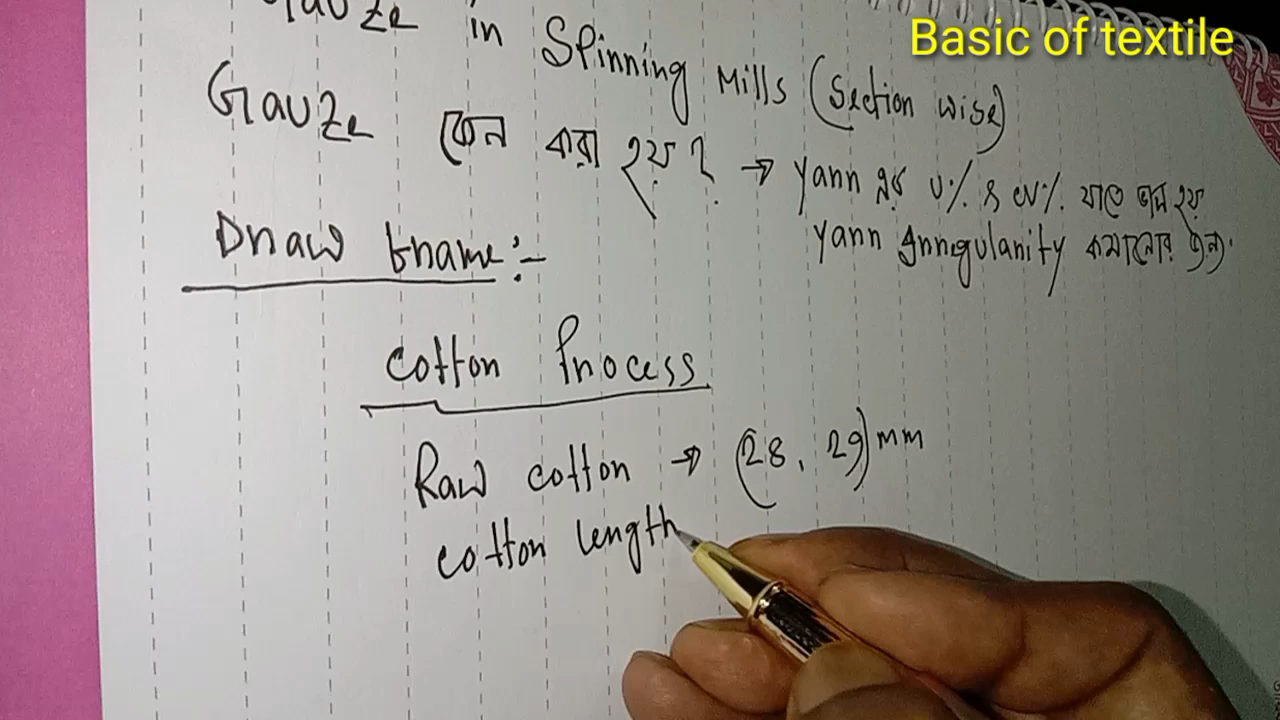 Basic of textile
Gauze in Spinning Mills (Section wise)
Gauze কেন করা হয় ? → Yarn এর U% & CV% যাতে ভাল হয়
Yarn Irregularity কমানোর জন্য।
Draw frame :-
Cotton Process
Raw cotton → (28, 29) mm
cotton length